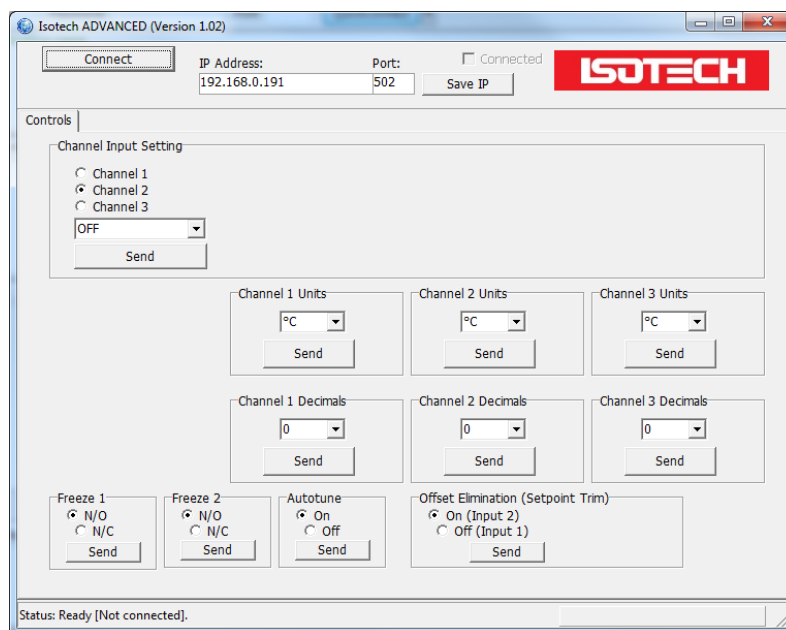 Isotech ADVANCED (Version 1.02)
Connect
IP Address:
Port:
Connected
192.168.0.191
502
Save IP
ISOTECH
Controls
Channel Input Setting
Channel 1
Channel 2
Channel 3
OFF
Send
Channel 1 Units
Channel 2 Units
Channel 3 Units
°C
°C
°C
Send
Send
Send
Channel 1 Decimals
Channel 2 Decimals
Channel 3 Decimals
0
0
0
Send
Send
Send
Freeze 1
Freeze 2
Autotune
Offset Elimination (Setpoint Trim)
N/O
N/O
On
On (Input 2)
N/C
N/C
Off
Off (Input 1)
Send
Send
Send
Send
Status: Ready [Not connected].